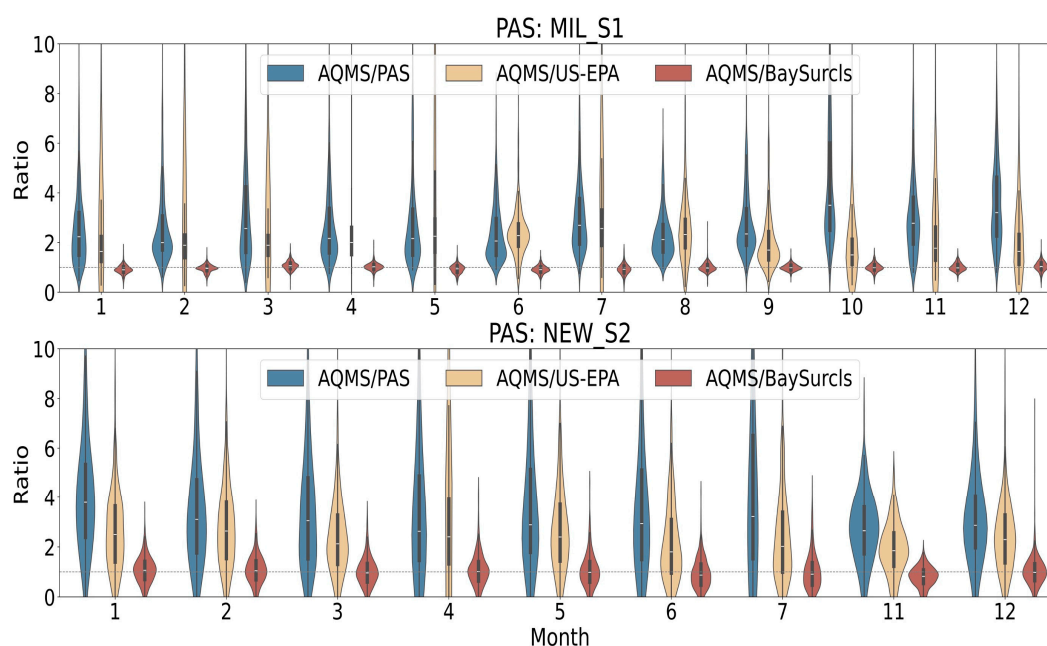 PAS: MIL_S1
10
8
6
4
2
0
Ratio
AQMS/PAS AQMS/US-EPA AQMS/BaySurcls
1 2 3 4 5 6 7 8 9 10 11 12
PAS: NEW_S2
10
8
6
4
2
0
Ratio
AQMS/PAS AQMS/US-EPA AQMS/BaySurcls
1 2 3 4 5 6 7 11 12
Month